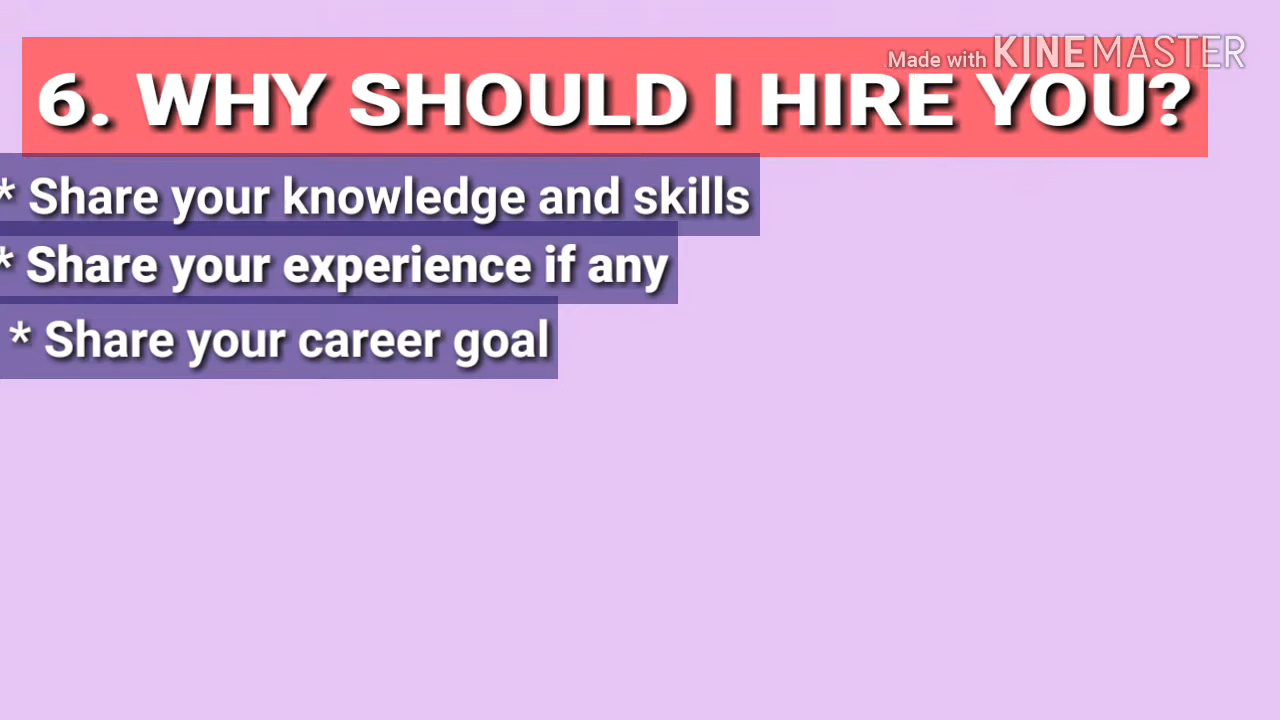 Made with KINEMASTER
6. WHY SHOULD I HIRE YOU?
* Share your knowledge and skills
* Share your experience if any
* Share your career goal